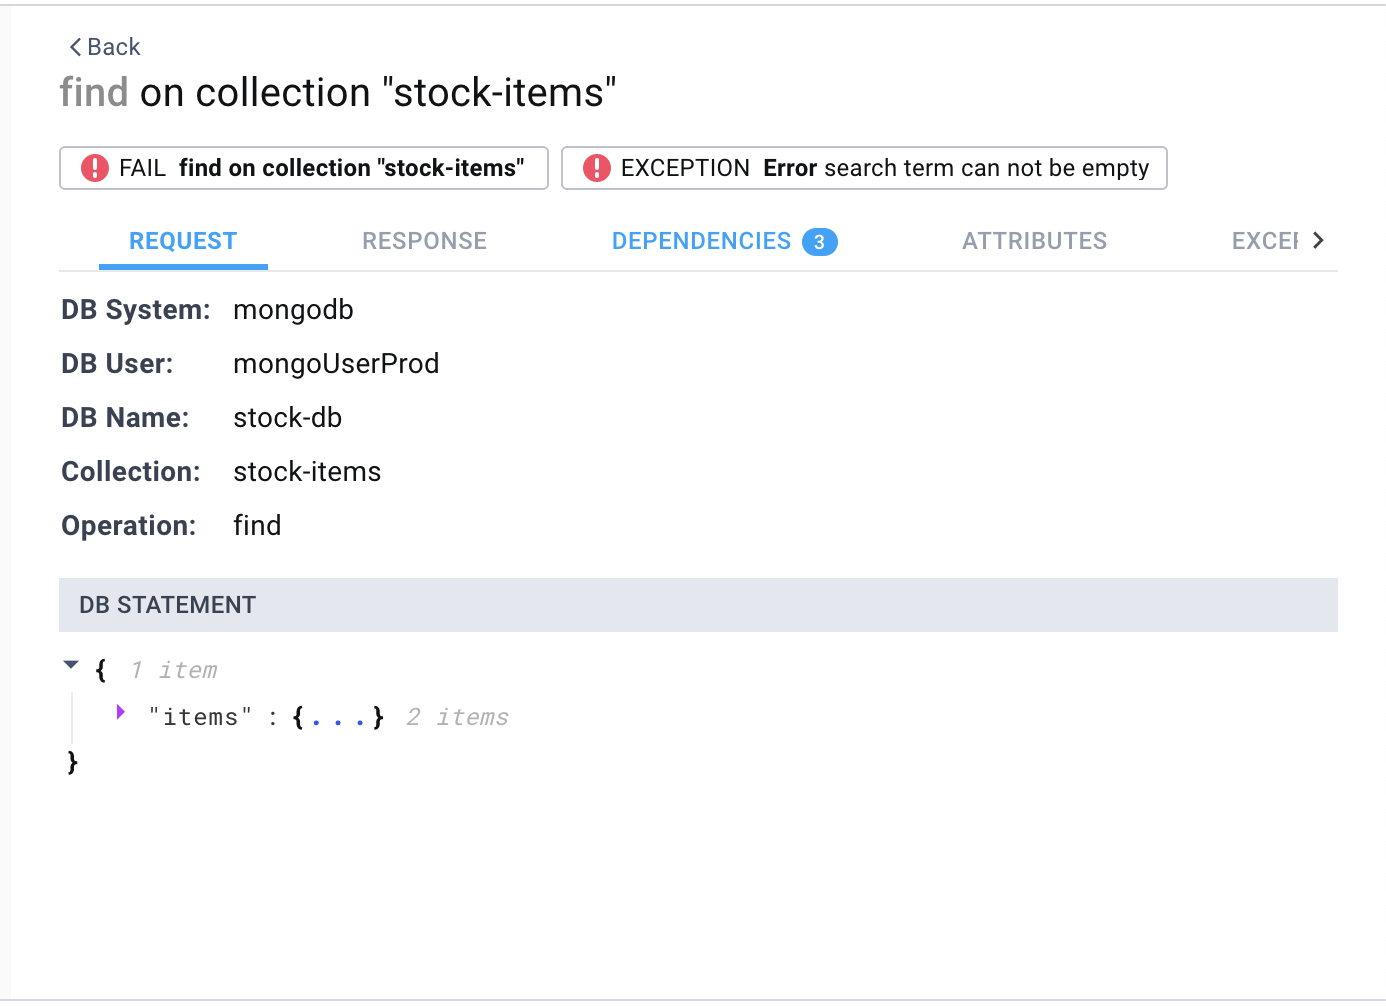 Back
find on collection "stock-items"
FAIL find on collection "stock-items" EXCEPTION Error search term can not be empty
REQUEST RESPONSE DEPENDENCIES 3 ATTRIBUTES
DB System: mongodb
DB User: mongoUserProd
DB Name: stock-db
Collection: stock-items
Operation: find
DB STATEMENT
{ 1 item
"items" : {...} 2 items
}